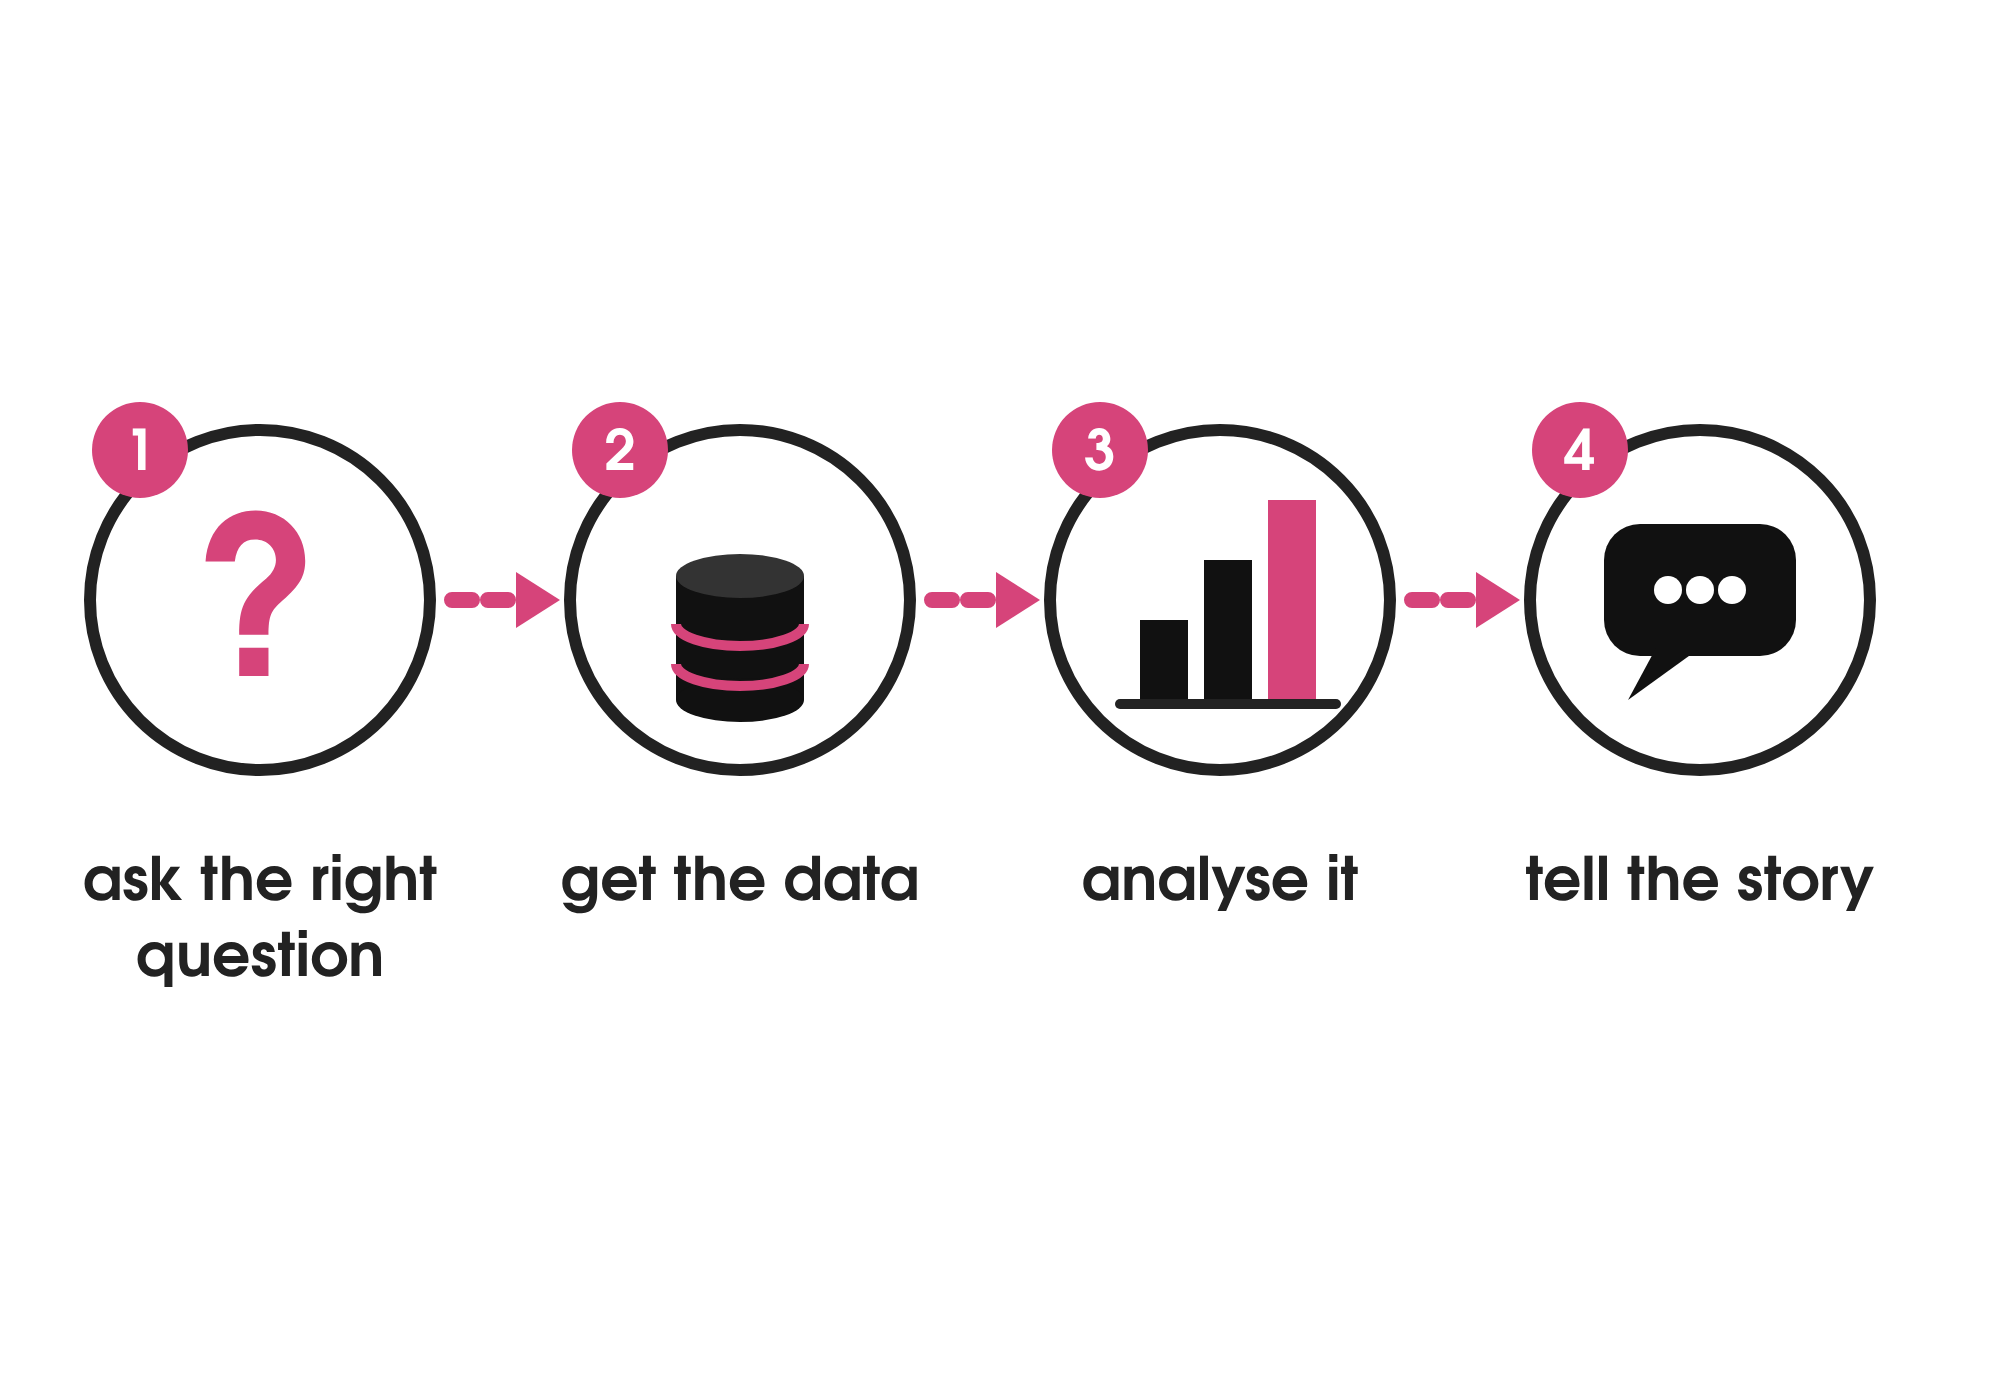 1
2
3
4
?
ask the right
question
get the data
analyse it
tell the story